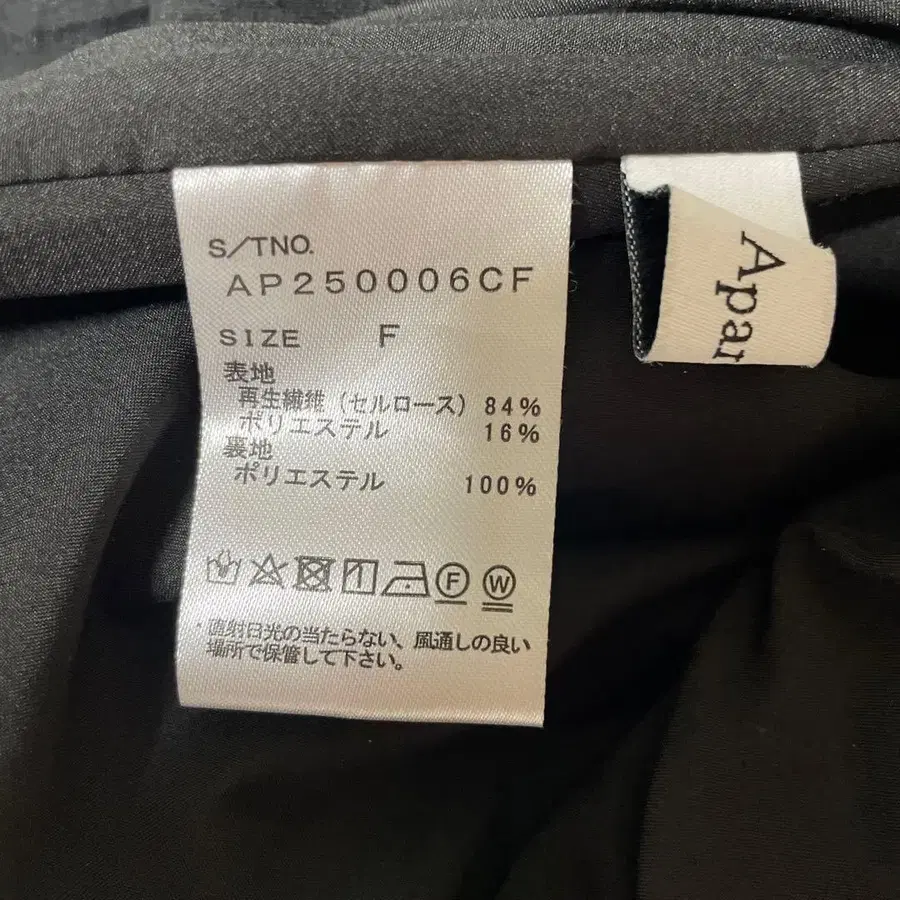 S/TNO.
AP250006CF
SIZE F
表地
再生繊維（セルロース） 84%
ポリエステル 16%
裏地
ポリエステル 100%
F W
・直射日光の当たらない、風通しの良い
場所で保管して下さい。
Apar